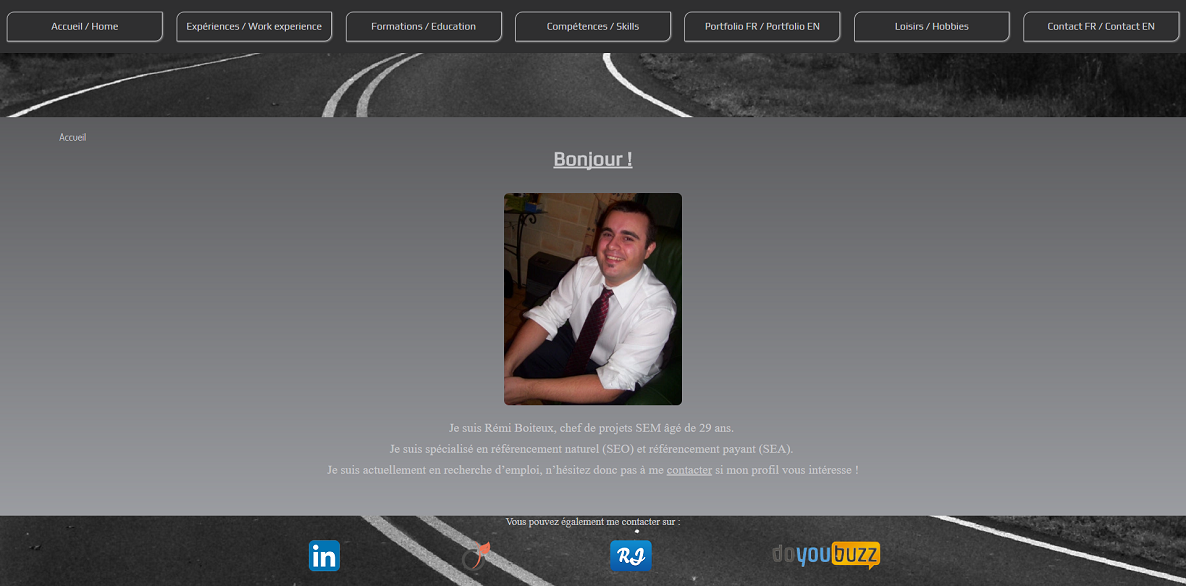 Accueil / Home
Expériences / Work experience
Formations / Education
Compétences / Skills
Portfolio FR / Portfolio EN
Loisirs / Hobbies
Contact FR / Contact EN
Accueil
Bonjour !
Je suis Rémi Boiteux, chef de projets SEM âgé de 29 ans.
Je suis spécialisé en référencement naturel (SEO) et référencement payant (SEA).
Je suis actuellement en recherche d’emploi, n’hésitez donc pas à me contacter si mon profil vous intéresse !
Vous pouvez également me contacter sur :
in
RJ
doyoubuzz